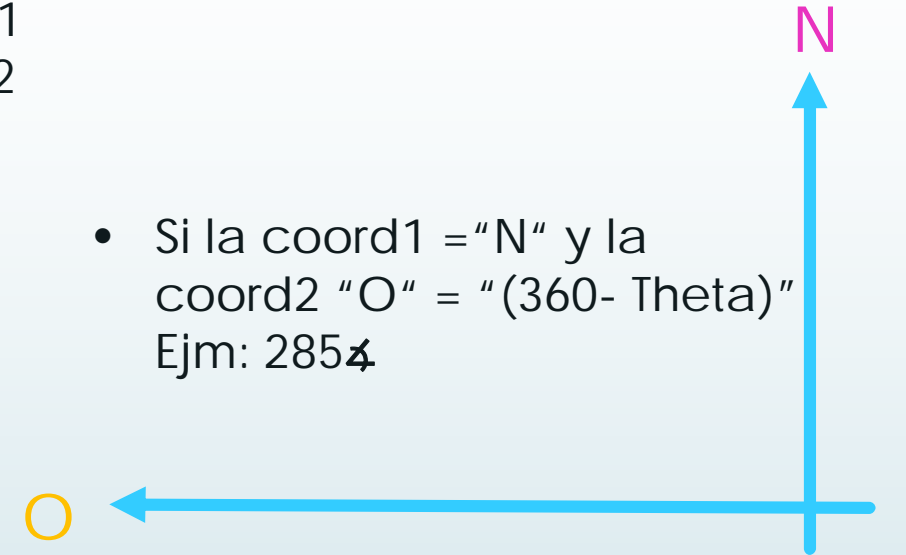 1
2
N
• Si la coord1 =“N“ y la
coord2 “O“ = “(360- Theta)”
Ejm: 285∡
O